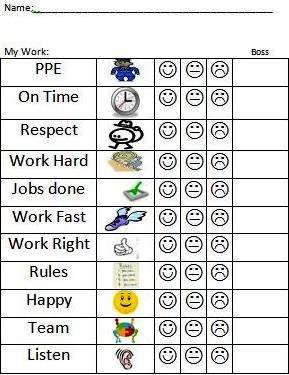 Name:
My Work: Boss
PPE
On Time
Respect
Work Hard
Jobs done
Work Fast
Work Right
Rules
Happy
Team
Listen